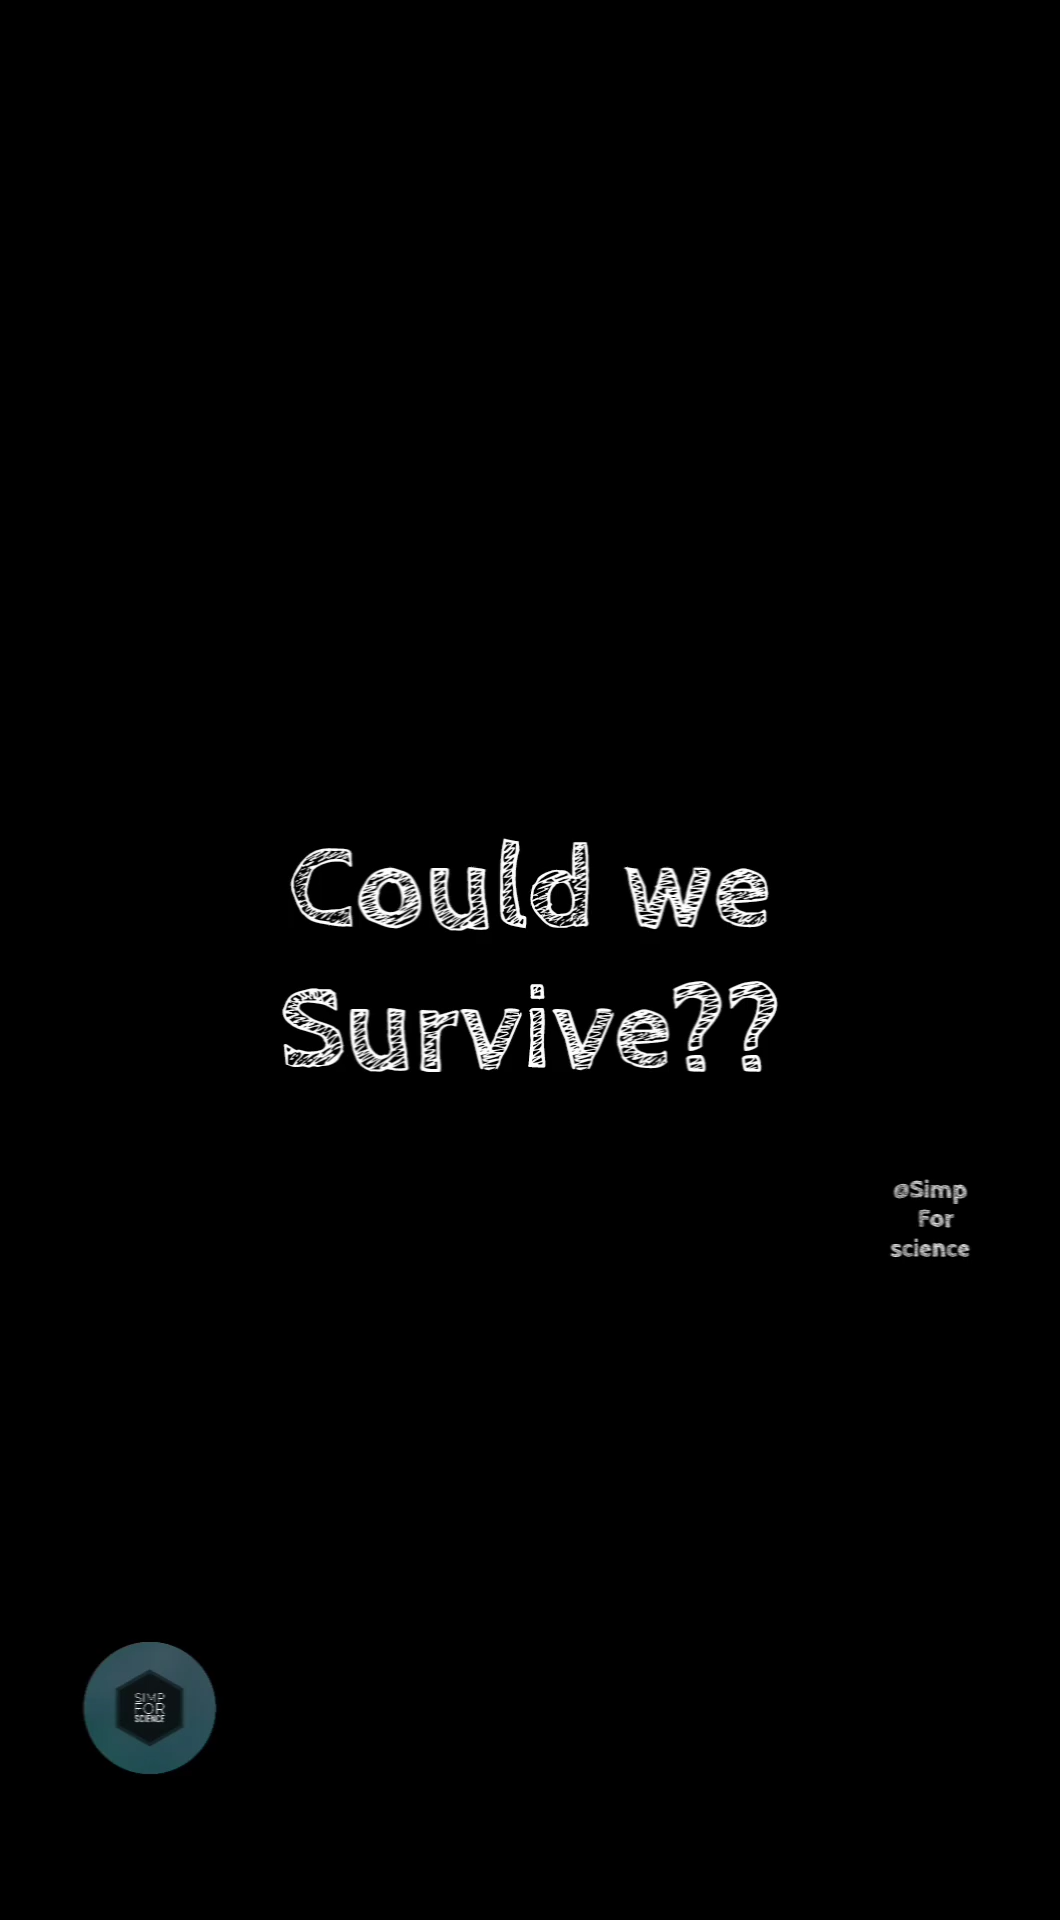 Could we
Survive??
@Simp
For
science
SIMP
FOR
SCIENCE